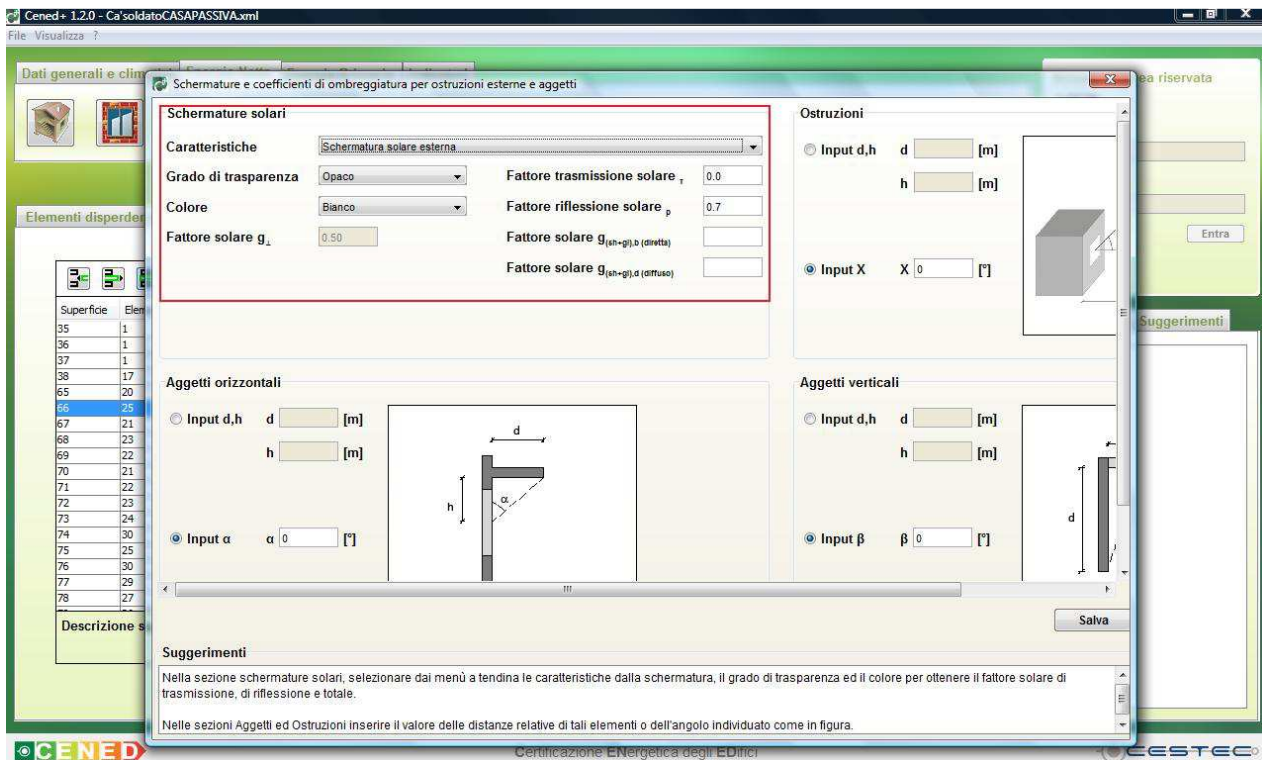 Cened+ 1.2.0 - Ca'soldatoCASAPASSIVA.xml
File Visualizza ?
Dati generali e
ea riservata
Entra
Elementi
Superficie
35 1
36 1
37 1
38 17
65 20
66 25
67 21
68 23
69 22
70 21
71 22
72 23
73 24
74 30
75 25
76 30
77 29
78 27
Descrizione s
Suggerimenti
Schermature e coefficienti di ombreggiatura per ostruzioni esterne e aggetti
Schermature solari
Caratteristiche Schermatura solare esterna
Grado di trasparenza Opaco Fattore trasmissione solare T 0.0
Colore Bianco Fattore riflessione solare p 0.7
Fattore solare g⊥ 0.50 Fattore solare g(sh+gl),b (diretta)
Fattore solare g(sh+gl),d (diffuso)
Ostruzioni
Input d,h d [m]
h [m]
Input X X 0 [°]
Aggetti orizzontali
Input d,h d [m]
h [m]
Input α α 0 [°]
d
h
α
Aggetti verticali
Input d,h d [m]
h [m]
Input β β 0 [°]
d
Salva
Suggerimenti
Nella sezione schermature solari, selezionare dai menù a tendina le caratteristiche dalla schermatura, il grado di trasparenza ed il colore per ottenere il fattore solare di
trasmissione, di riflessione e totale.
Nelle sezioni Aggetti ed Ostruzioni inserire il valore delle distanze relative di tali elementi o dell'angolo individuato come in figura.
CENED
Certificazione ENergetica degli EDifici
CESTEC